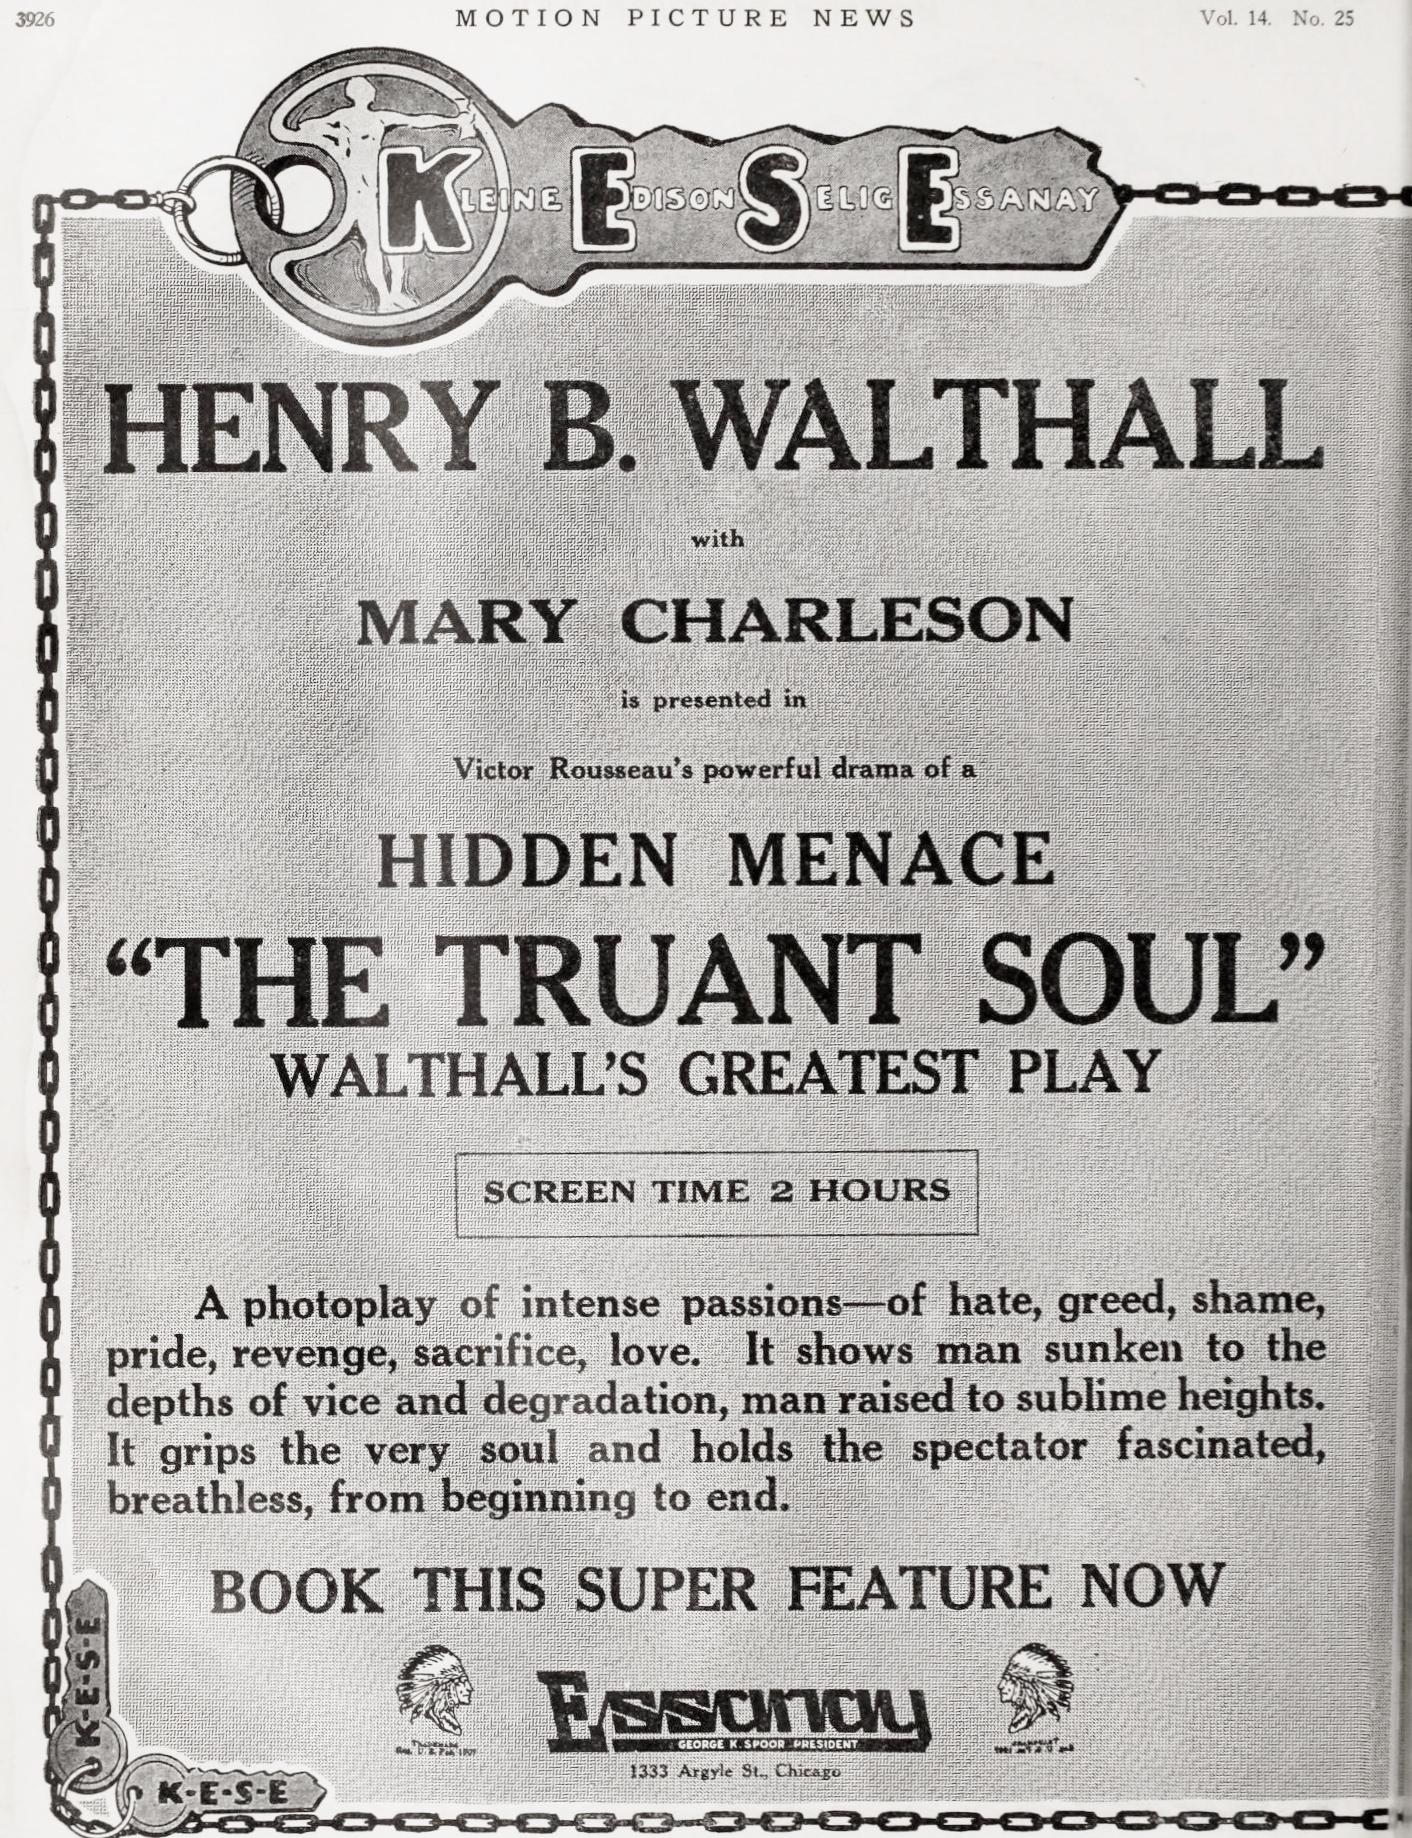 3926 MOTION PICTURE NEWS Vol. 14. No. 25
KLEINE EDISON SELIG ESSANAY
HENRY B. WALTHALL
with
MARY CHARLESON
is presented in
Victor Rousseau's powerful drama of a
HIDDEN MENACE
“THE TRUANT SOUL”
WALTHALL'S GREATEST PLAY
SCREEN TIME 2 HOURS
A photoplay of intense passions—of hate, greed, shame,
pride, revenge, sacrifice, love. It shows man sunken to the
depths of vice and degradation, man raised to sublime heights.
It grips the very soul and holds the spectator fascinated,
breathless, from beginning to end.
BOOK THIS SUPER FEATURE NOW
K-E-S-E
Essanay
GEORGE K. SPOOR PRESIDENT
TRADEMARK
1333 Argyle St., Chicago
K-E-S-E